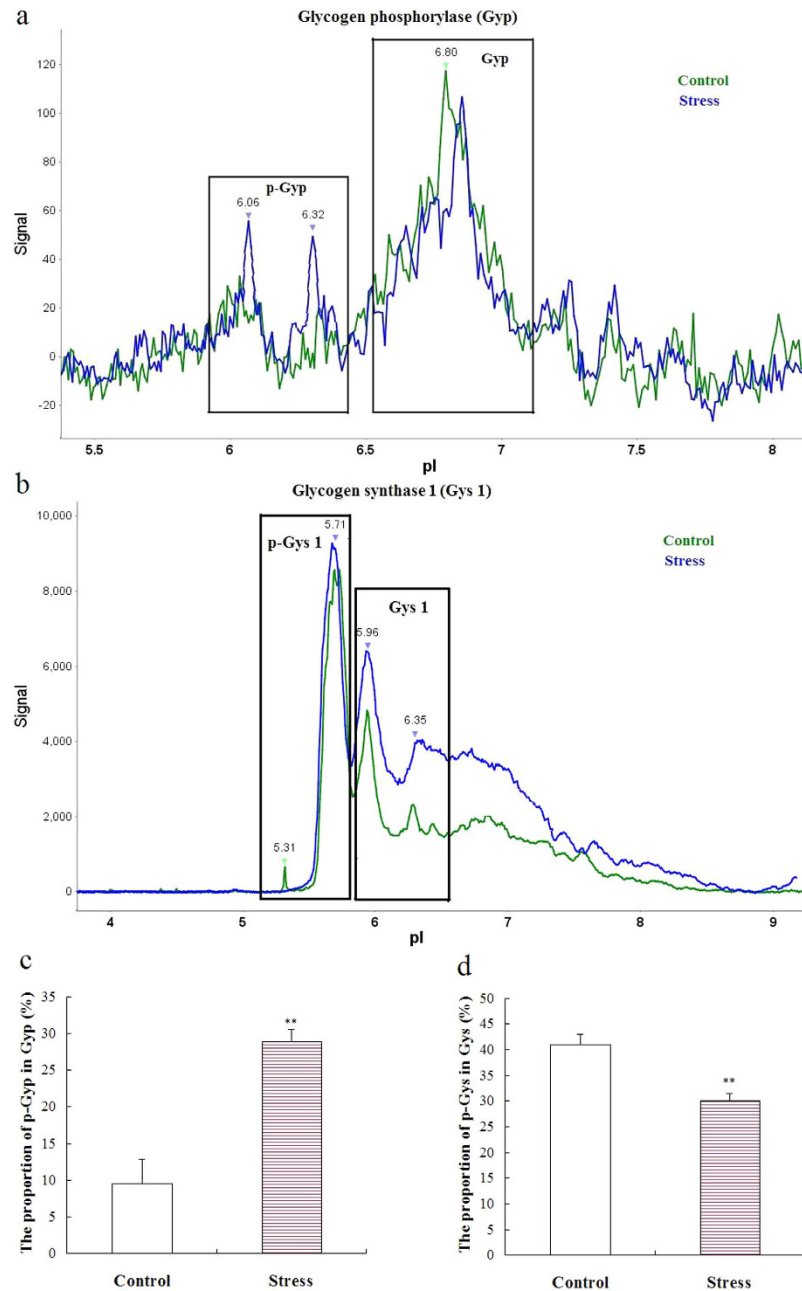 a
Glycogen phosphorylase (Gyp)
Signal
120
100
80
60
40
20
0
-20
p-Gyp
6.06
6.32
6.80
Gyp
Control
Stress
5.5
6
6.5
7
7.5
8
pI
b
Glycogen synthase 1 (Gys 1)
Signal
10,000
8,000
6,000
4,000
2,000
0
p-Gys 1
5.71
Gys 1
5.96
6.35
5.31
Control
Stress
4
5
6
7
8
9
pI
c
The proportion of p-Gyp in Gyp (%)
35
30
25
20
15
10
5
0
**
Control
Stress
d
The proportion of p-Gys in Gys (%)
50
45
40
35
30
25
20
15
10
5
0
**
Control
Stress